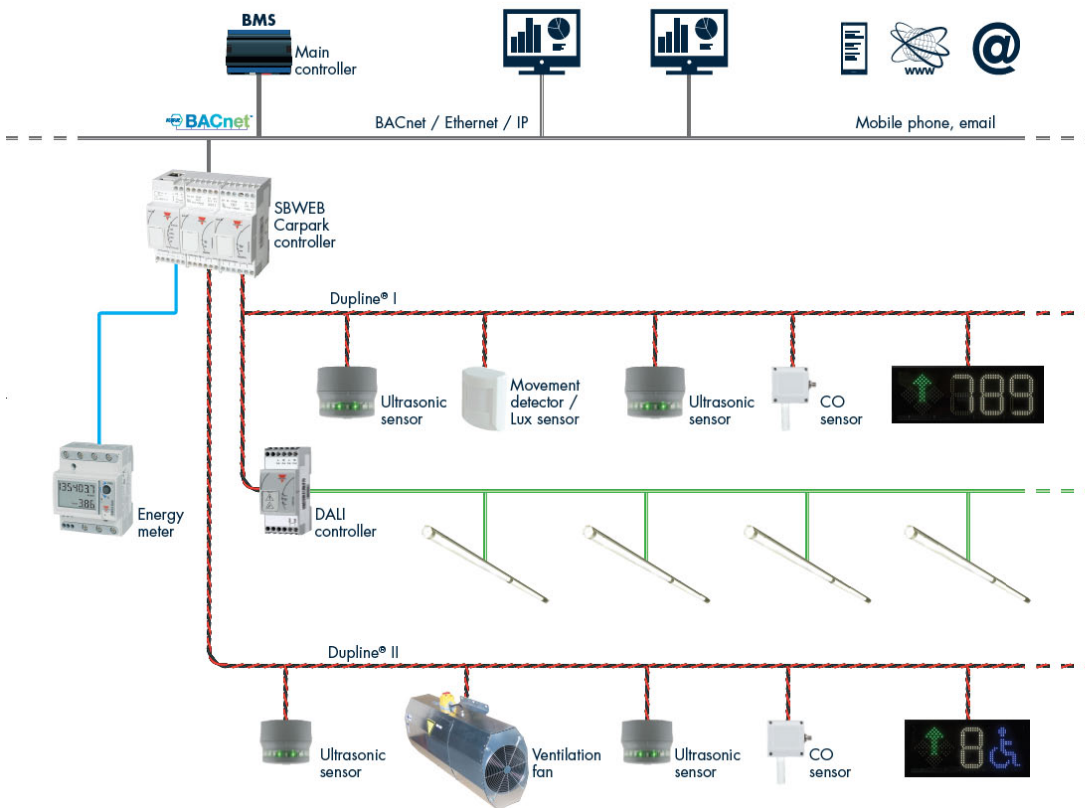 BMS
Main
controller
BACnet
BACnet / Ethernet / IP
www
@
Mobile phone, email
SBWEB
Carpark
controller
Dupline® I
Ultrasonic
sensor
Movement
detector /
Lux sensor
Ultrasonic
sensor
CO
sensor
789
Energy
meter
DALI
controller
Dupline® II
Ultrasonic
sensor
Ventilation
fan
Ultrasonic
sensor
CO
sensor
8